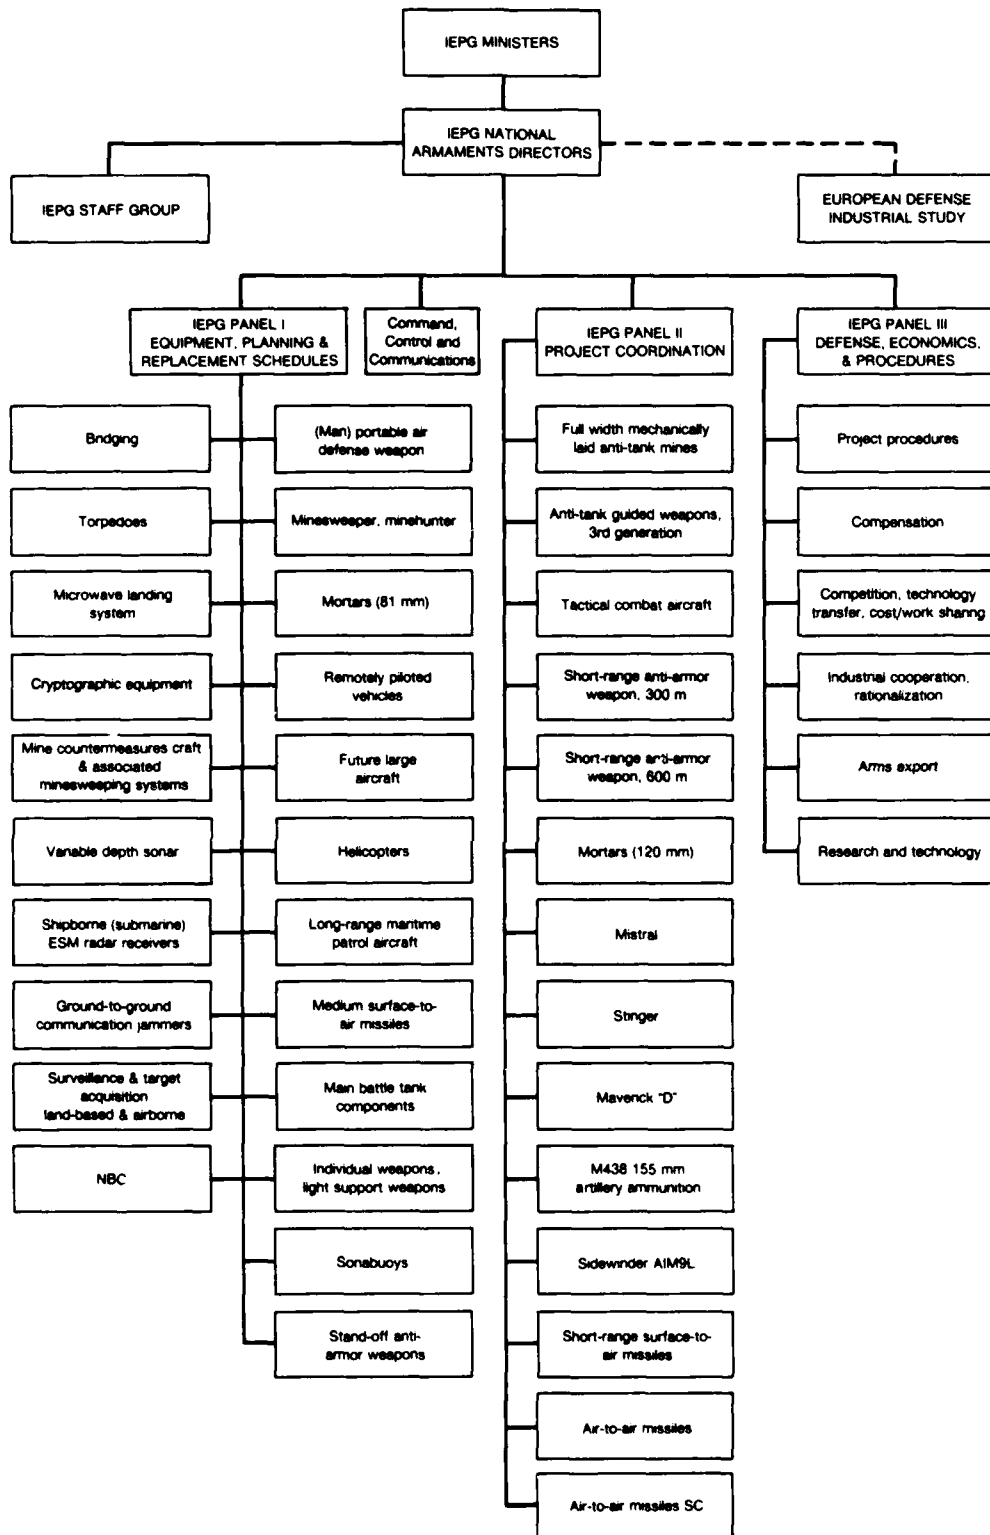 IEPG MINISTERS
IEPG NATIONAL
ARMAMENTS DIRECTORS
IEPG STAFF GROUP
EUROPEAN DEFENSE
INDUSTRIAL STUDY
IEPG PANEL I
EQUIPMENT, PLANNING &
REPLACEMENT SCHEDULES
Command,
Control and
Communications
IEPG PANEL II
PROJECT COORDINATION
IEPG PANEL III
DEFENSE, ECONOMICS,
& PROCEDURES
Bridging
Torpedoes
Microwave landing
system
Cryptographic equipment
Mine countermeasures craft
& associated
minesweeping systems
Variable depth sonar
Shipborne (submarine)
ESM radar receivers
Ground-to-ground
communication jammers
Surveillance & target
acquisition
land-based & airborne
NBC
(Man) portable air
defense weapon
Minesweeper, minehunter
Mortars (81 mm)
Remotely piloted
vehicles
Future large
aircraft
Helicopters
Long-range maritime
patrol aircraft
Medium surface-to-
air missiles
Main battle tank
components
Individual weapons,
light support weapons
Sonabuoys
Stand-off anti-
armor weapons
Full width mechanically
laid anti-tank mines
Anti-tank guided weapons,
3rd generation
Tactical combat aircraft
Short-range anti-armor
weapon, 300 m
Short-range anti-armor
weapon, 600 m
Mortars (120 mm)
Mistral
Stinger
Maverick "D"
M438 155 mm
artillery ammunition
Sidewinder AIM9L
Short-range surface-to-
air missiles
Air-to-air missiles
Air-to-air missiles SC
Project procedures
Compensation
Competition, technology
transfer, cost/work sharing
Industrial cooperation,
rationalization
Arms export
Research and technology